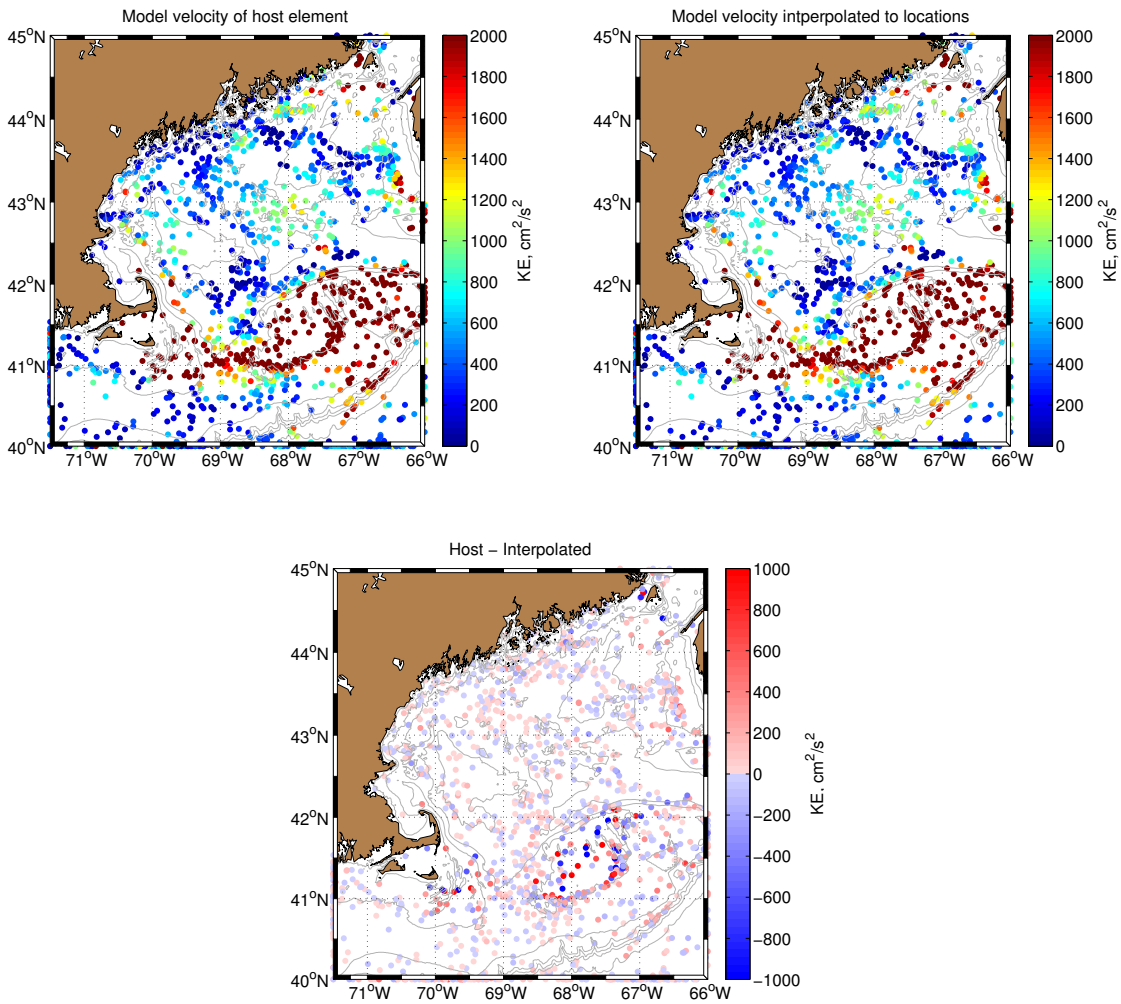 Model velocity of host element
45°N
44°N
43°N
42°N
41°N
40°N
71°W 70°W 69°W 68°W 67°W 66°W
2000
1800
1600
1400
1200
1000
800
600
400
200
0
KE, cm²/s²
Model velocity intperpolated to locations
45°N
44°N
43°N
42°N
41°N
40°N
71°W 70°W 69°W 68°W 67°W 66°W
2000
1800
1600
1400
1200
1000
800
600
400
200
0
KE, cm²/s²
Host − Interpolated
45°N
44°N
43°N
42°N
41°N
40°N
71°W 70°W 69°W 68°W 67°W 66°W
1000
800
600
400
200
0
−200
−400
−600
−800
−1000
KE, cm²/s²